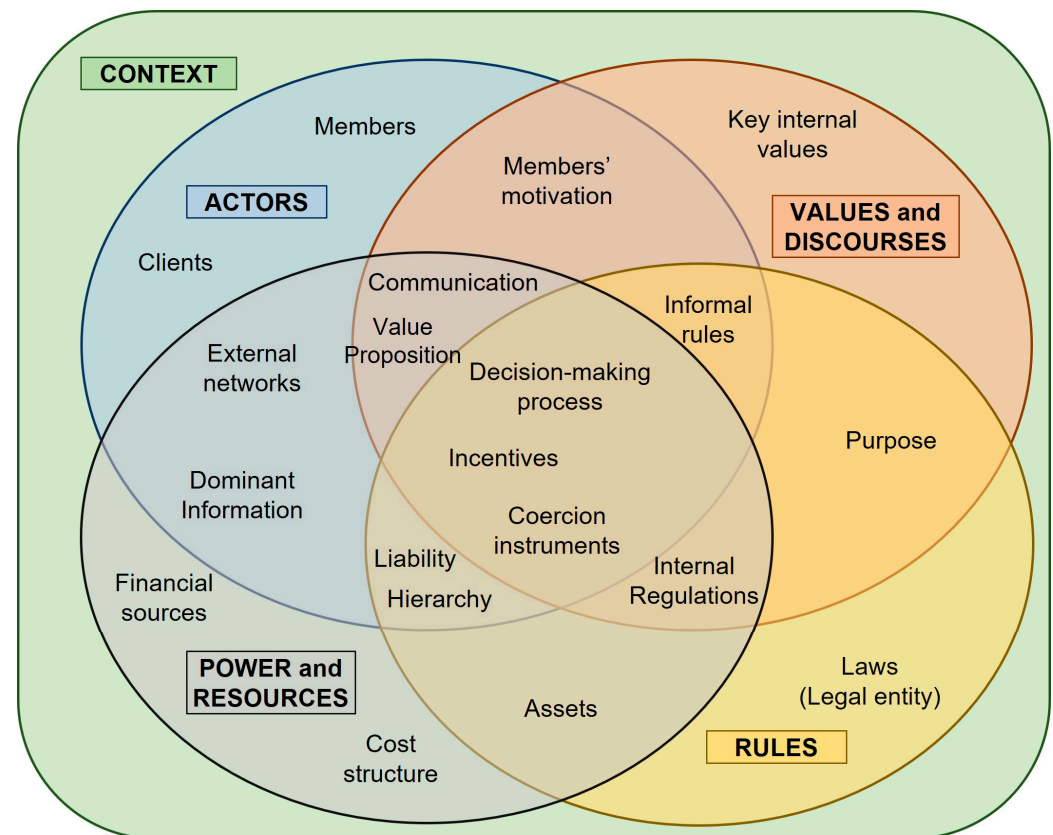 CONTEXT
Members
Key internal
values
Members’
motivation
ACTORS
VALUES and
DISCOURSES
Clients
Communication
Informal
rules
Value
Proposition
External
networks
Decision-making
process
Purpose
Incentives
Dominant
Information
Coercion
instruments
Liability
Internal
Regulations
Financial
sources
Hierarchy
POWER and
RESOURCES
Laws
(Legal entity)
Assets
RULES
Cost
structure